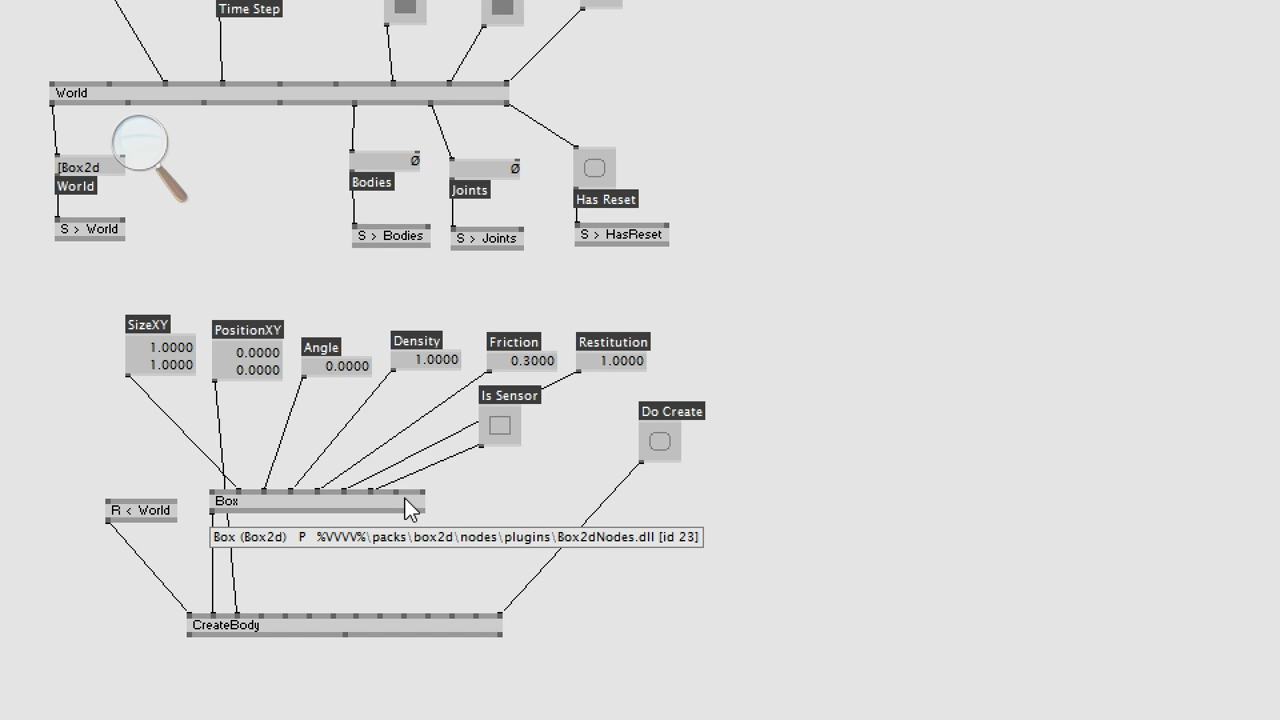 Time Step
World
[Box2d
World
S > World
Ø
Bodies
S > Bodies
Ø
Joints
S > Joints
Has Reset
S > HasReset
SizeXY
1.0000
1.0000
PositionXY
0.0000
0.0000
Angle
0.0000
Density
1.0000
Friction
0.3000
Restitution
1.0000
Is Sensor
Do Create
Box
R < World
Box (Box2d)   P   %VVVV%\packs\box2d\nodes\plugins\Box2dNodes.dll [id 23]
CreateBody